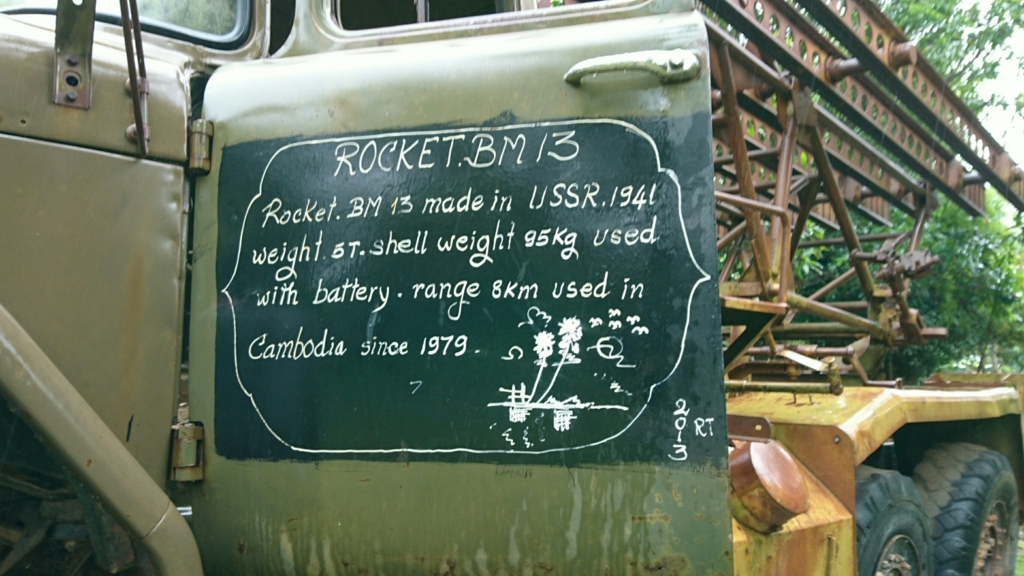 ROCKET.BM 13
Rocket. BM 13 made in USSR.1941
weight 5T. shell weight 95Kg used
with battery. range 8Km used in
Cambodia since 1979.
2013
RT